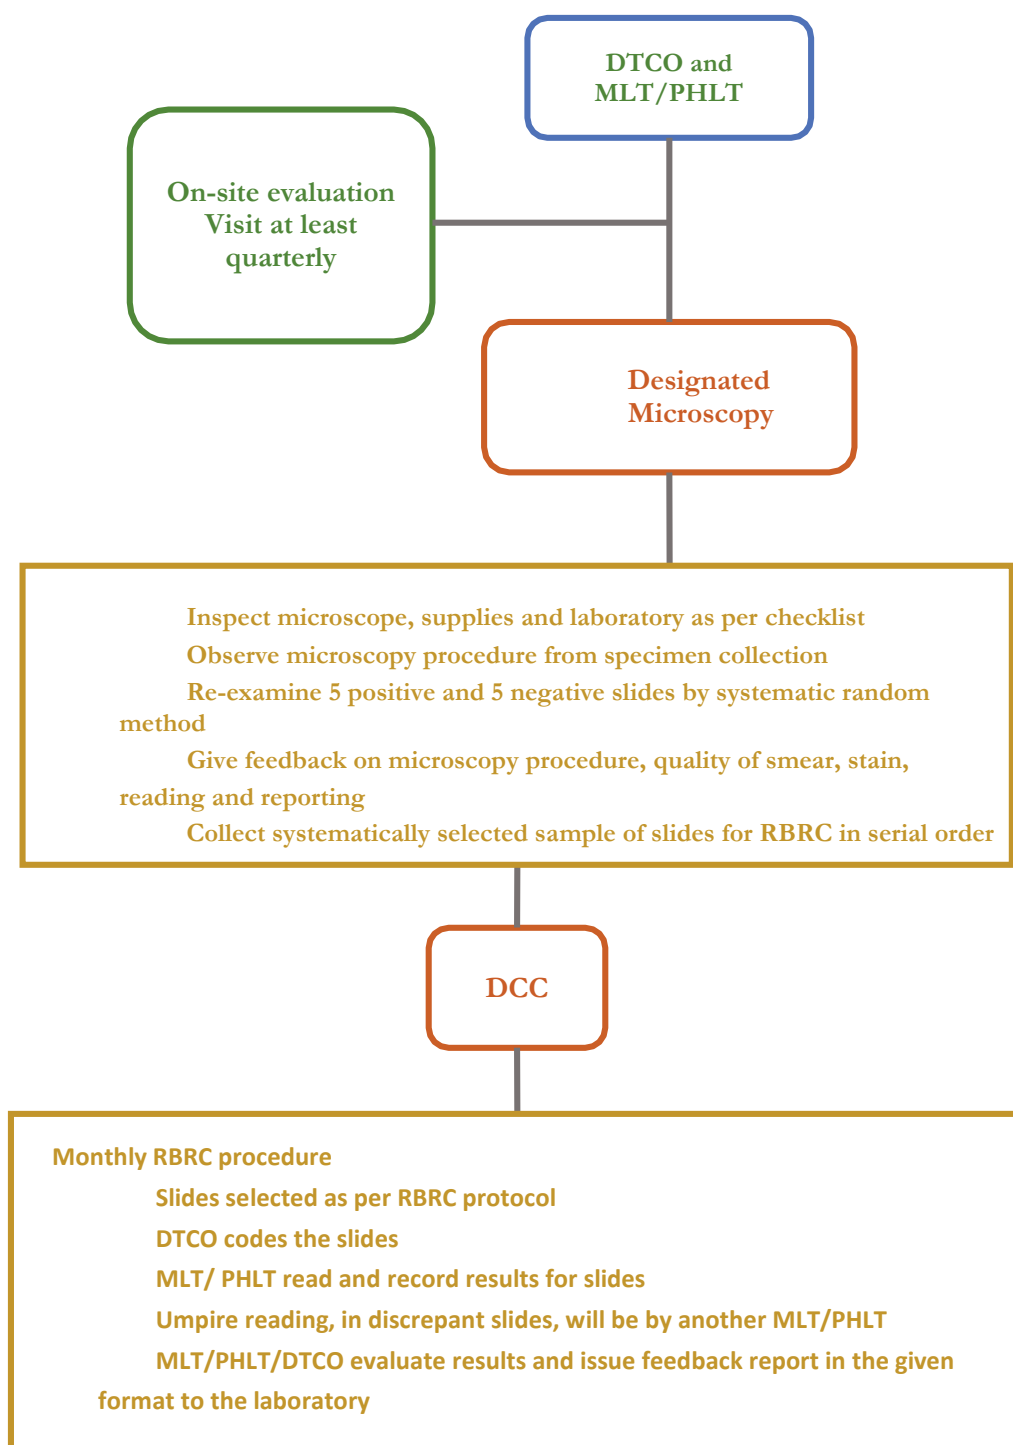 DTCO and
MLT/PHLT
On-site evaluation
Visit at least
quarterly
Designated
Microscopy
Inspect microscope, supplies and laboratory as per checklist
Observe microscopy procedure from specimen collection
Re-examine 5 positive and 5 negative slides by systematic random
method
Give feedback on microscopy procedure, quality of smear, stain,
reading and reporting
Collect systematically selected sample of slides for RBRC in serial order
DCC
Monthly RBRC procedure
Slides selected as per RBRC protocol
DTCO codes the slides
MLT/ PHLT read and record results for slides
Umpire reading, in discrepant slides, will be by another MLT/PHLT
MLT/PHLT/DTCO evaluate results and issue feedback report in the given
format to the laboratory